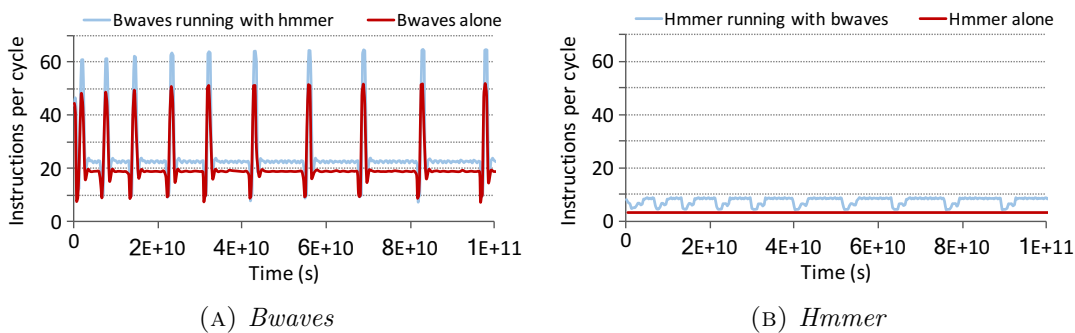 Bwaves running with hmmer Bwaves alone
Instructions per cycle
60
40
20
0
0 2E+10 4E+10 6E+10 8E+10 1E+11
Time (s)
(A) Bwaves
Hmmer running with bwaves Hmmer alone
Instructions per cycle
60
40
20
0
0 2E+10 4E+10 6E+10 8E+10 1E+11
Time (s)
(B) Hmmer